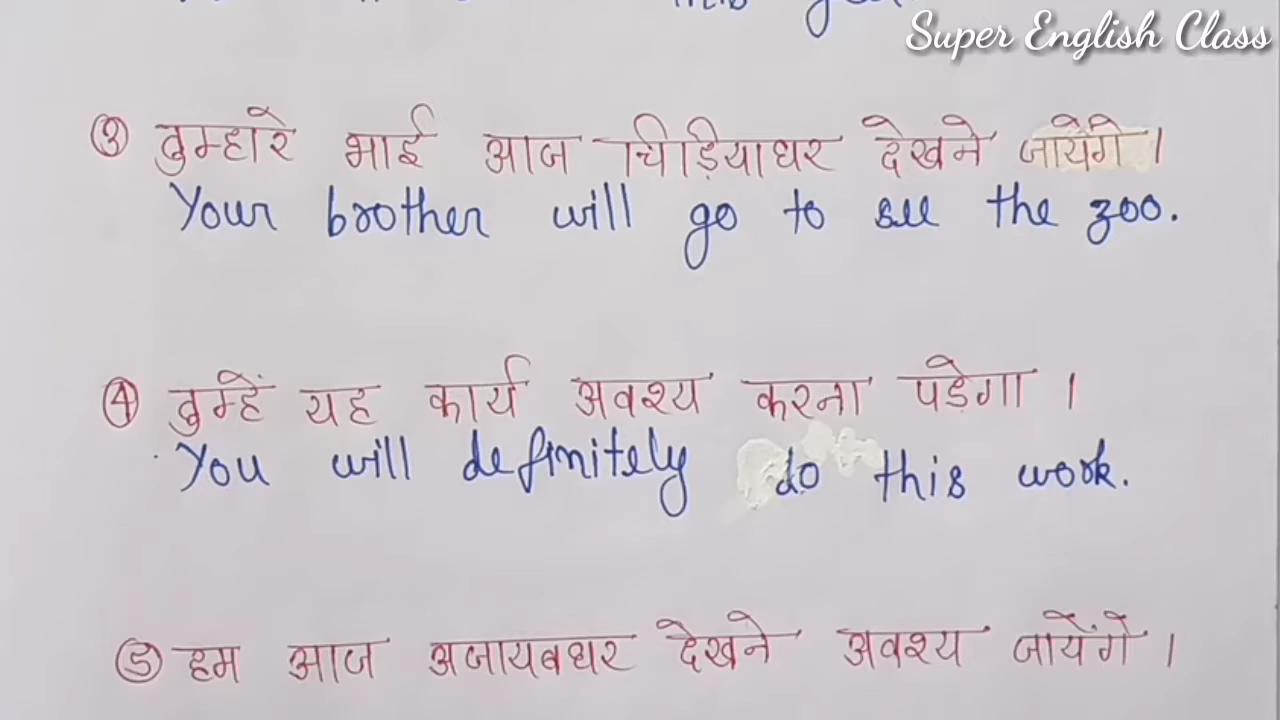 Super English Class
③ तुम्हारे भाई आज चिड़ियाघर देखने जायेंगे।
Your brother will go to see the zoo.
④ तुम्हें यह कार्य अवश्य करना पड़ेगा।
You will definitely do this work.
⑤ हम आज अजायबघर देखने अवश्य जायेंगे।